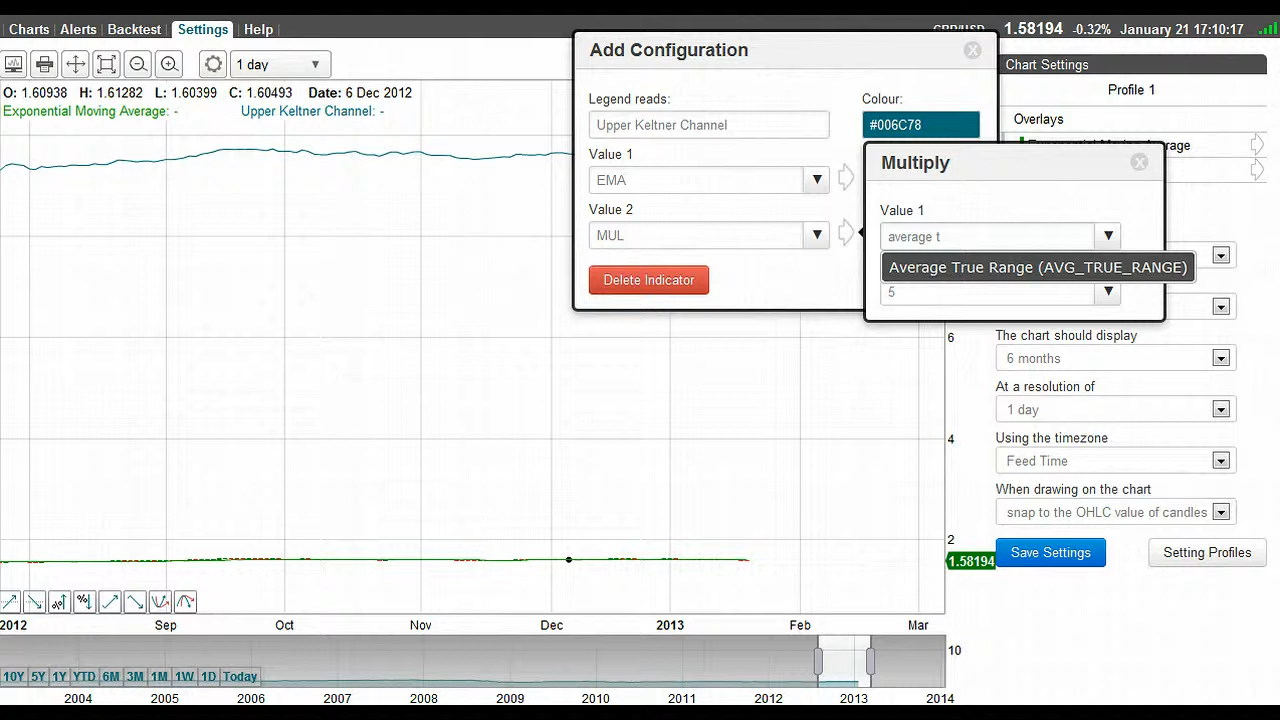 Charts Alerts Backtest Settings Help
1.58194 -0.32% January 21 17:10:17
1 day
O: 1.60938 H: 1.61282 L: 1.60399 C: 1.60493 Date: 6 Dec 2012
Exponential Moving Average: - Upper Keltner Channel: -
Add Configuration
Legend reads:
Colour:
Upper Keltner Channel
#006C78
Value 1
EMA
Value 2
MUL
Delete Indicator
Multiply
Value 1
average t
Average True Range (AVG_TRUE_RANGE)
5
Chart Settings
Profile 1
Overlays
The chart should display
6 months
At a resolution of
1 day
Using the timezone
Feed Time
When drawing on the chart
snap to the OHLC value of candles
Save Settings
Setting Profiles
6
4
2
1.58194
2012 Sep Oct Nov Dec 2013 Feb Mar
10
10Y 5Y 1Y YTD 6M 3M 1M 1W 1D Today
2004 2005 2006 2007 2008 2009 2010 2011 2012 2013 2014